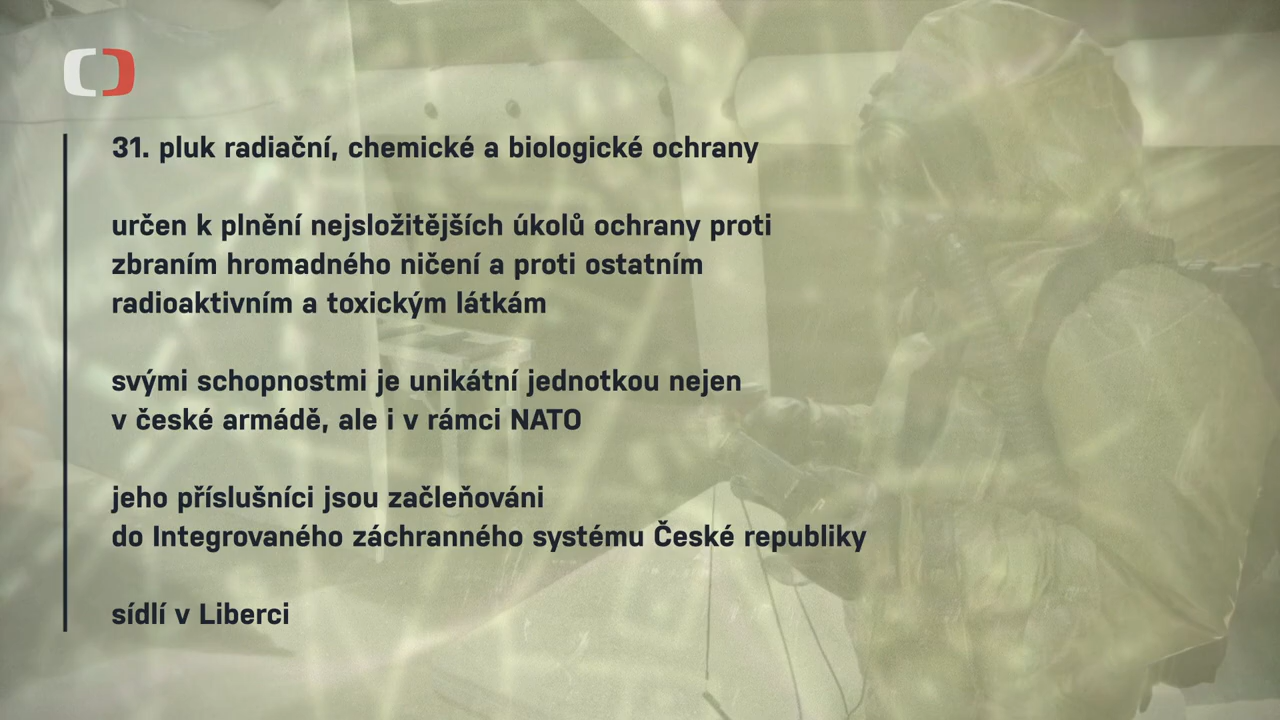 31. pluk radiační, chemické a biologické ochrany
určen k plnění nejsložitějších úkolů ochrany proti
zbraním hromadného ničení a proti ostatním
radioaktivním a toxickým látkám
svými schopnostmi je unikátní jednotkou nejen
v české armádě, ale i v rámci NATO
jeho příslušníci jsou začleňováni
do Integrovaného záchranného systému České republiky
sídlí v Liberci